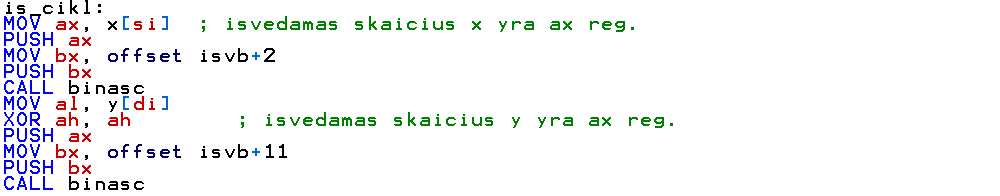 is_cikl:
MOV ax, x[si]  ; isvedamas skaicius x yra ax reg.
PUSH ax
MOV bx, offset isvb+2
PUSH bx
CALL binasc
MOV al, y[di]
XOR ah, ah         ; isvedamas skaicius y yra ax reg.
PUSH ax
MOV bx, offset isvb+11
PUSH bx
CALL binasc